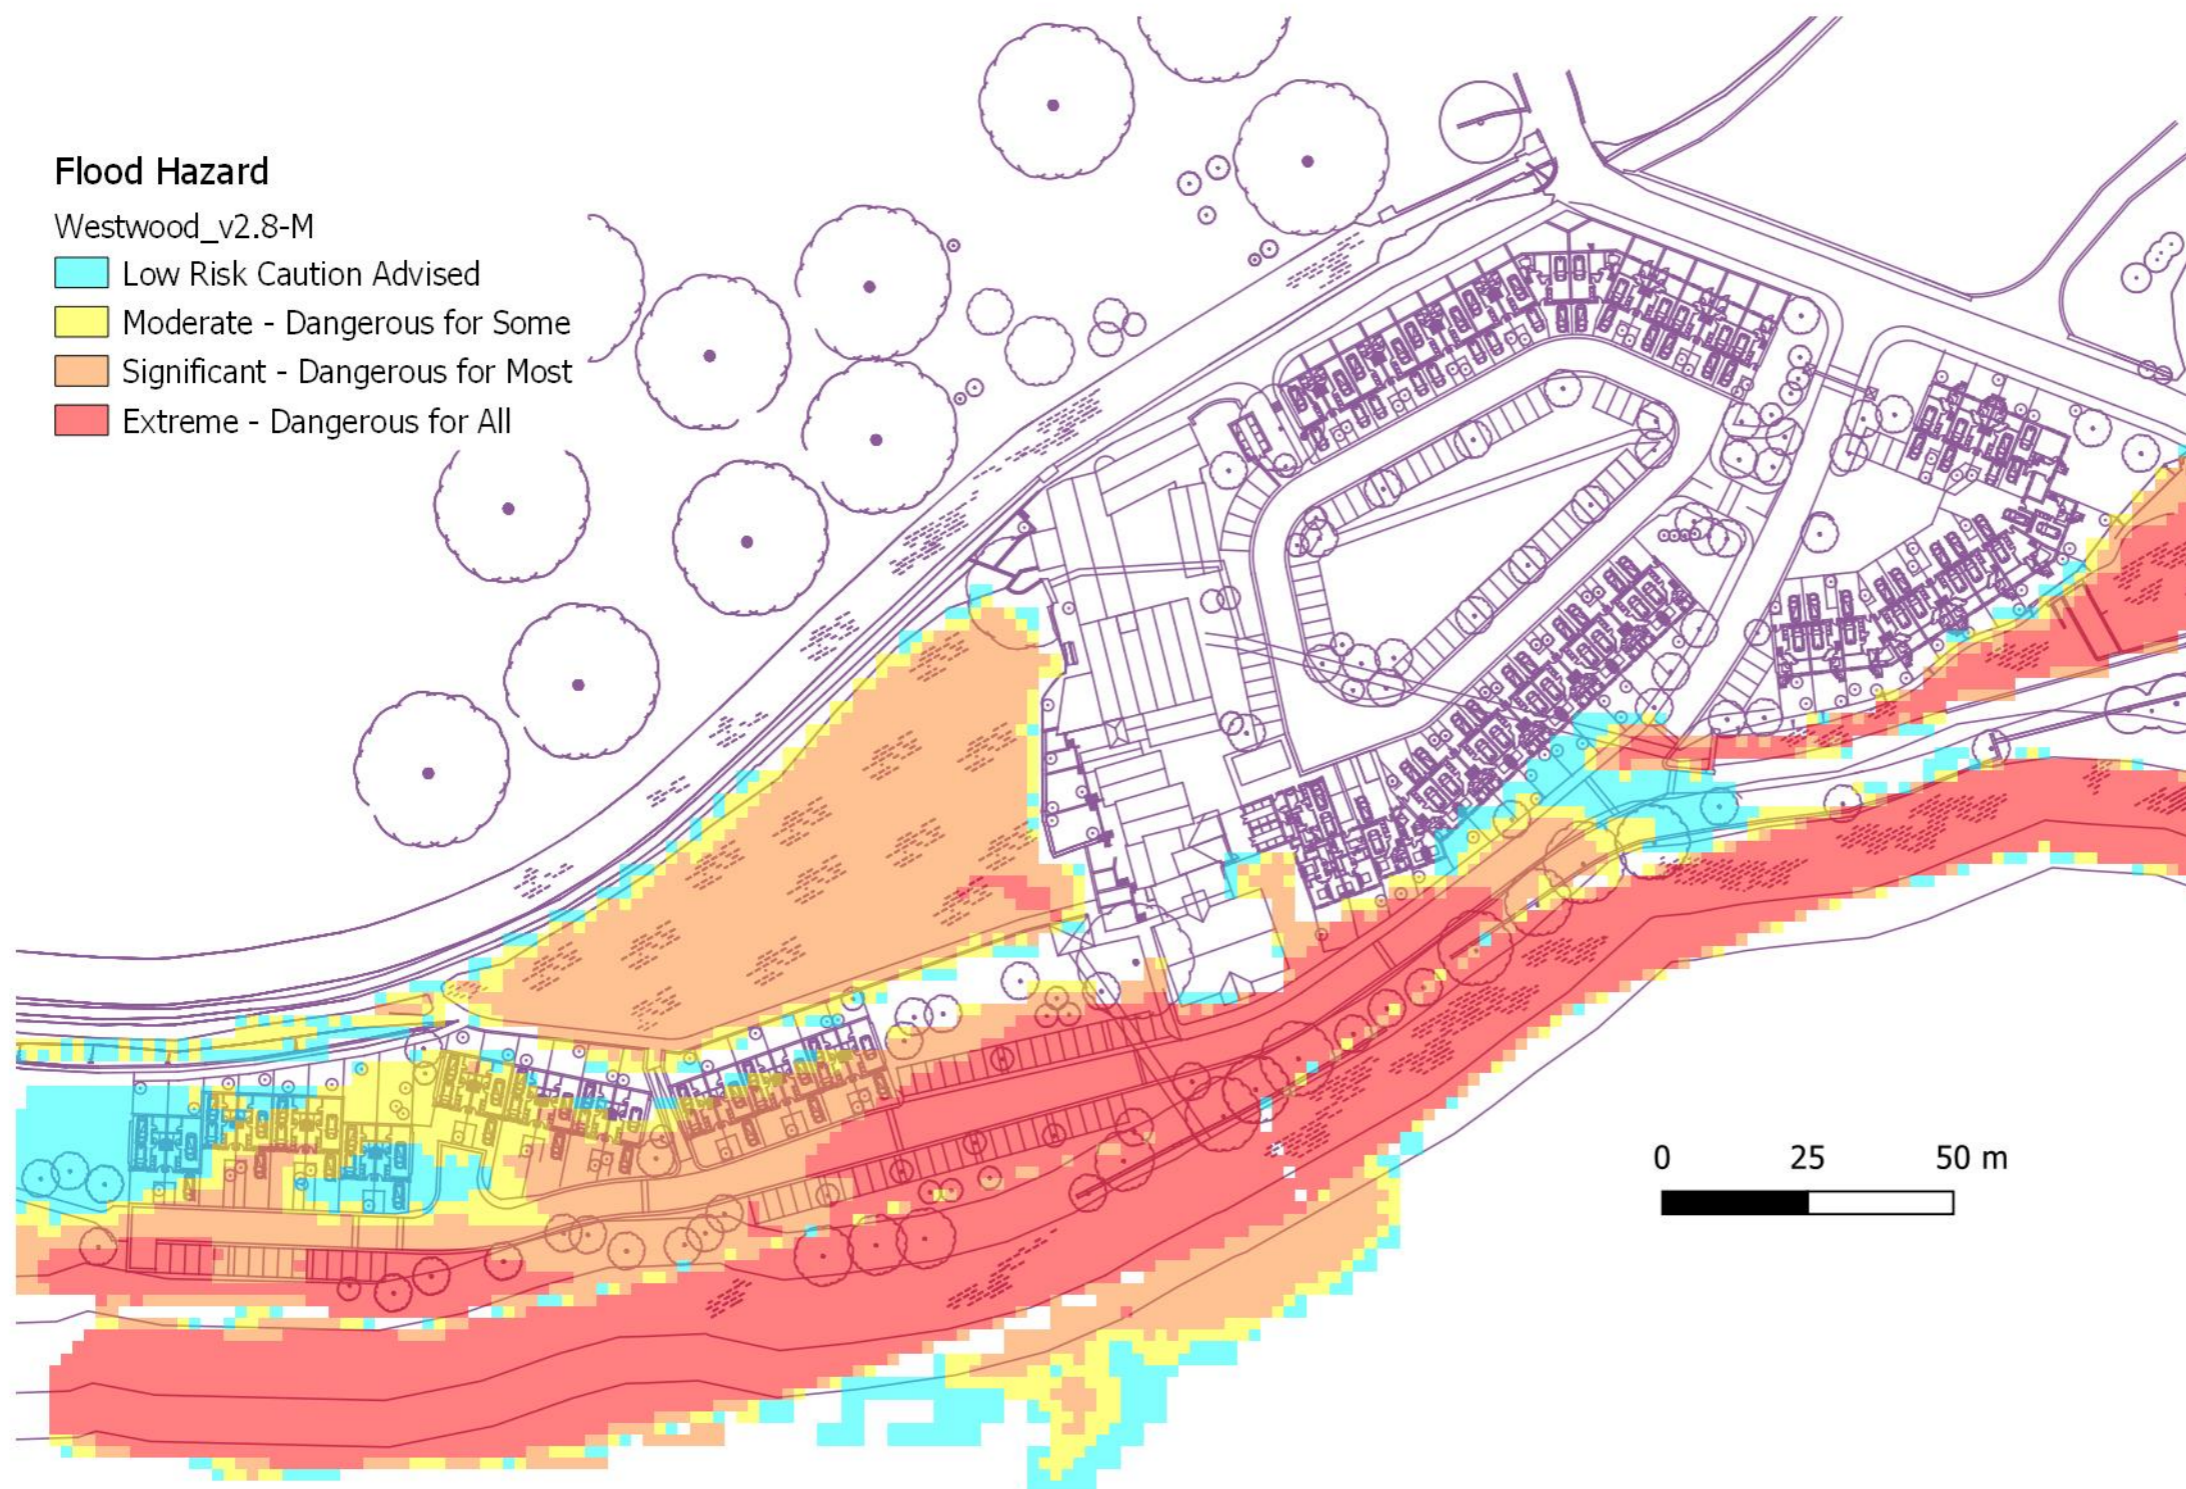 Flood Hazard
Westwood_v2.8-M
Low Risk Caution Advised
Moderate - Dangerous for Some
Significant - Dangerous for Most
Extreme - Dangerous for All
0 25 50 m